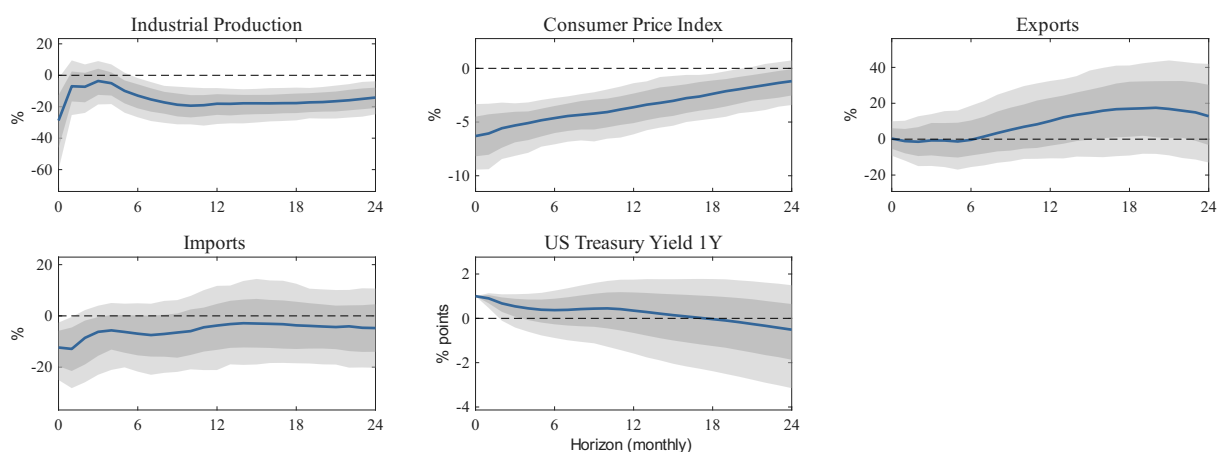 Industrial Production
20
0
-20
-40
-60
%
0 6 12 18 24
Consumer Price Index
0
-5
-10
%
0 6 12 18 24
Exports
40
20
0
-20
%
0 6 12 18 24
Imports
20
0
-20
%
0 6 12 18 24
US Treasury Yield 1Y
2
0
-2
-4
% points
0 6 12 18 24
Horizon (monthly)